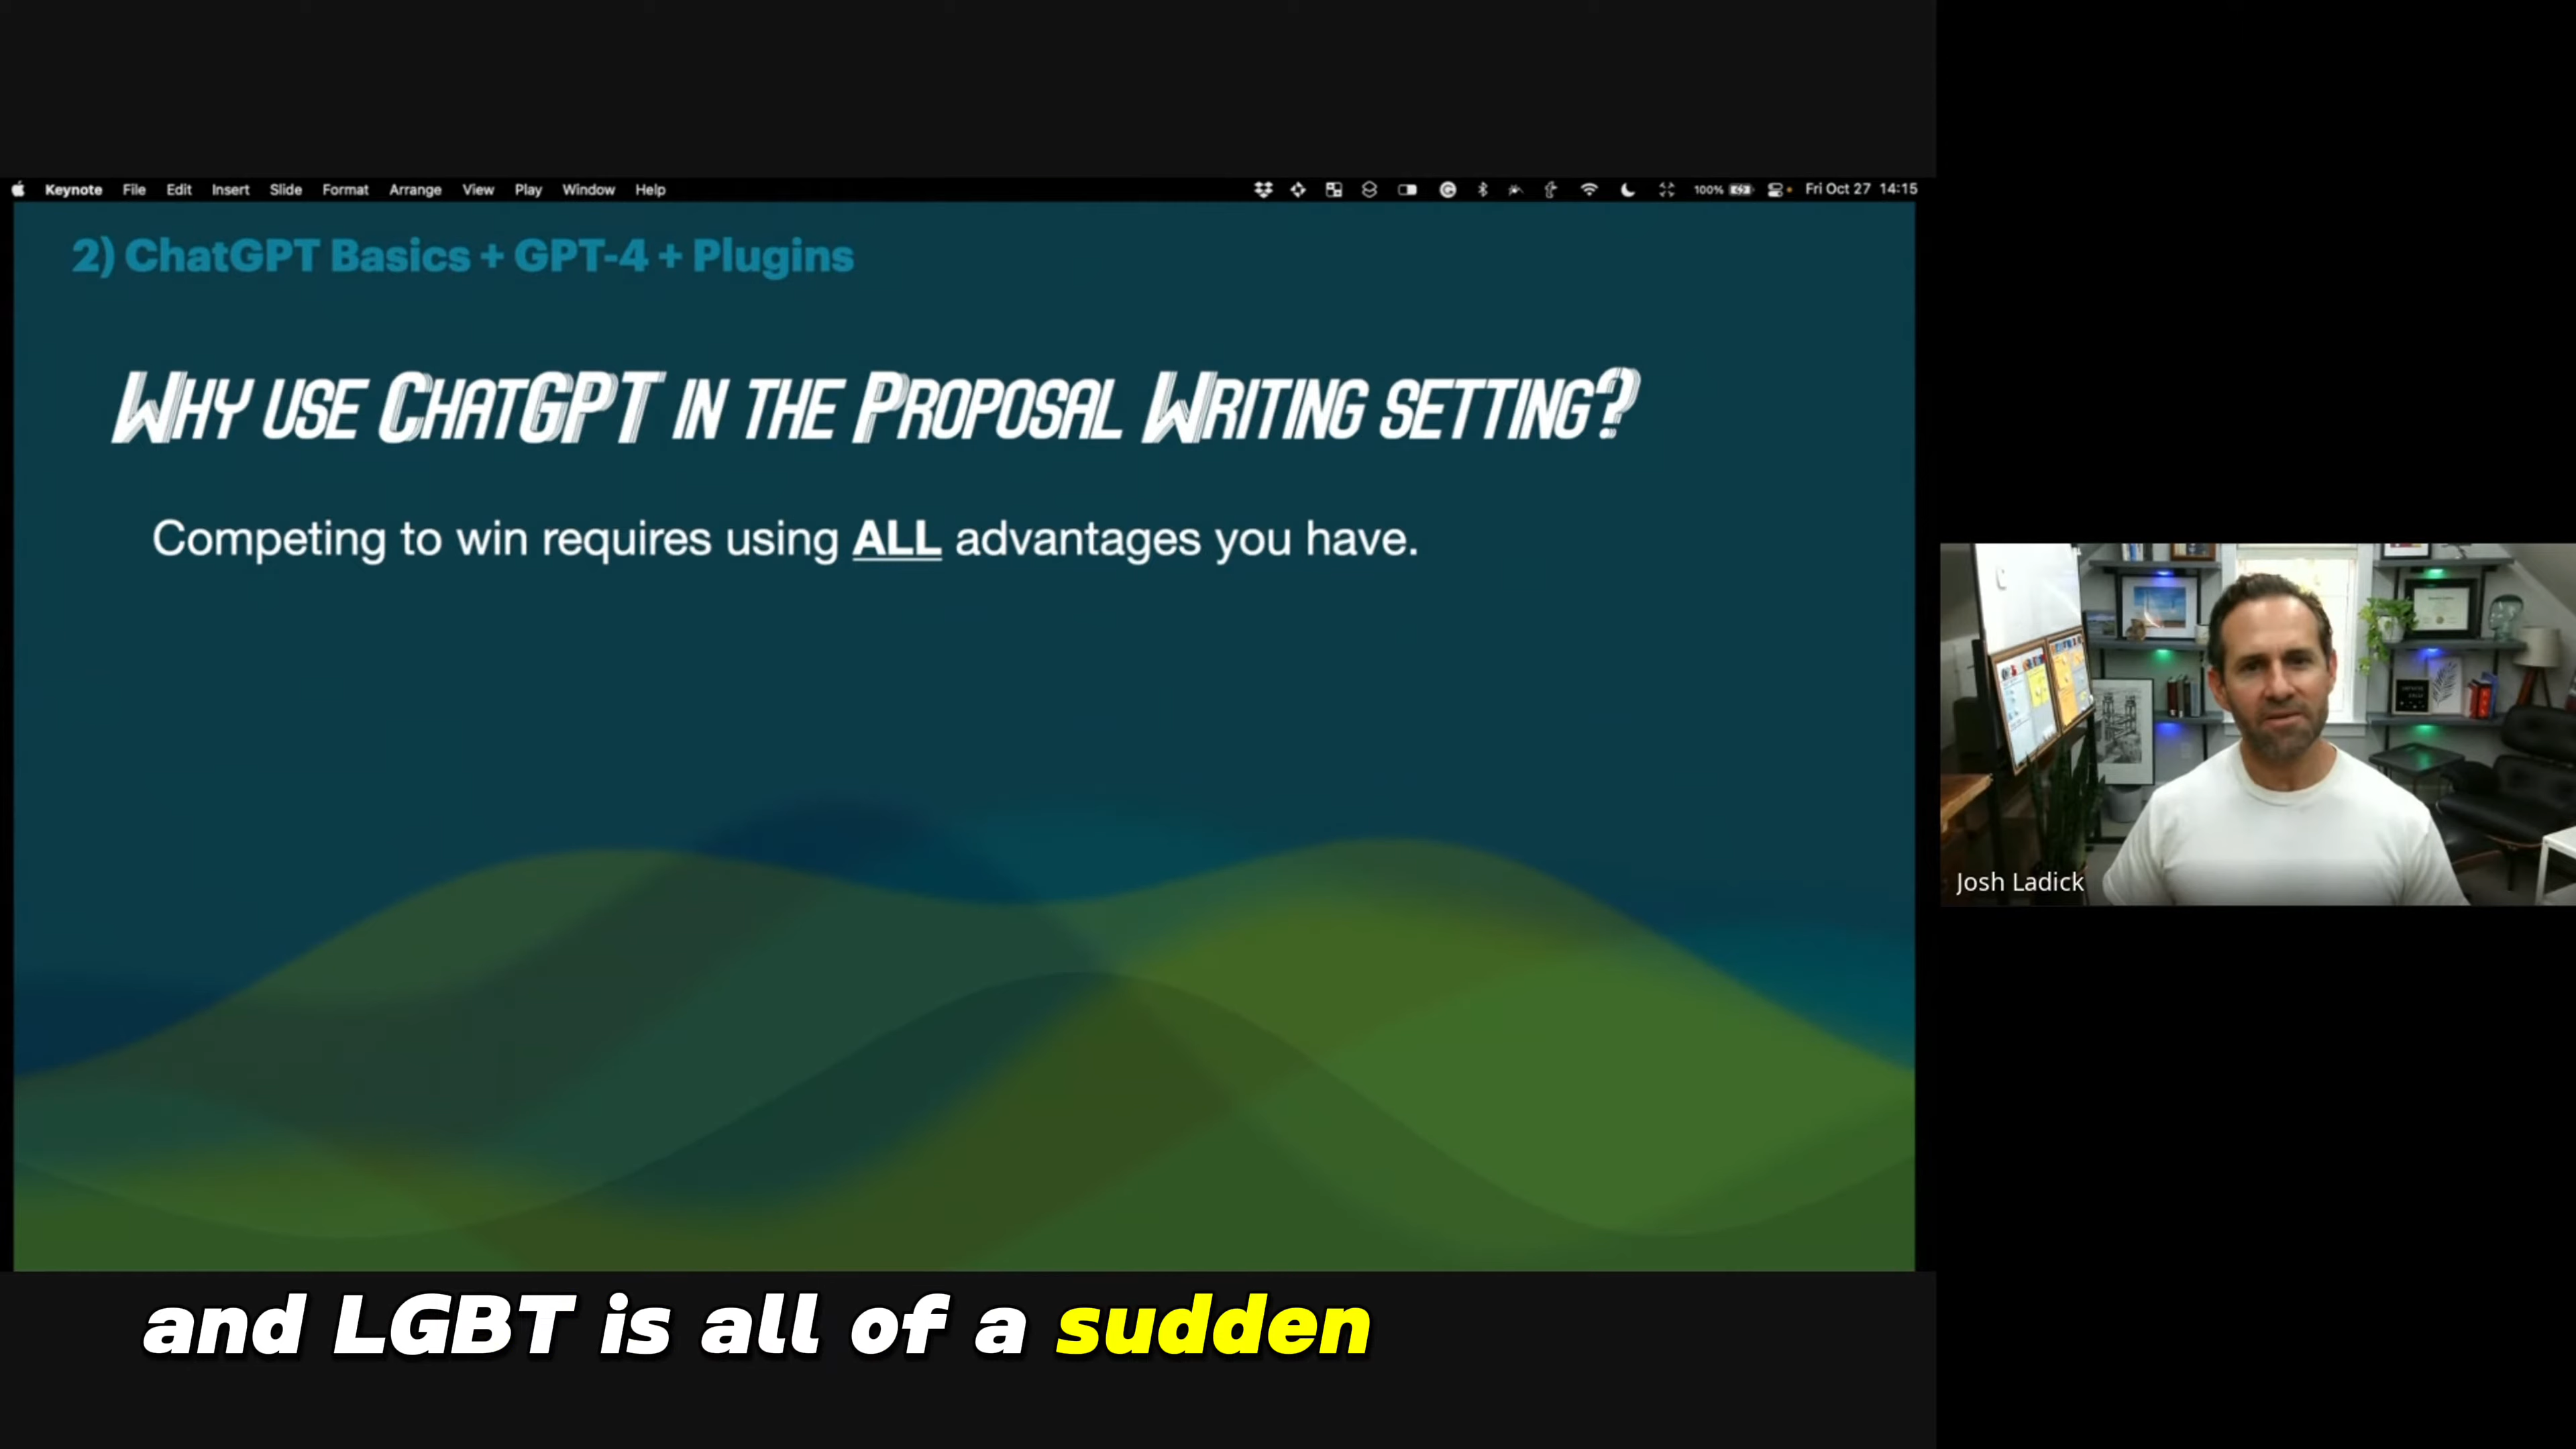 Keynote File Edit Insert Slide Format Arrange View Play Window Help 100% Fri Oct 27 14:15
2) ChatGPT Basics + GPT-4 + Plugins
WHY USE CHATGPT IN THE PROPOSAL WRITING SETTING?
Competing to win requires using ALL advantages you have.
Josh Ladick
and LGBT is all of a sudden